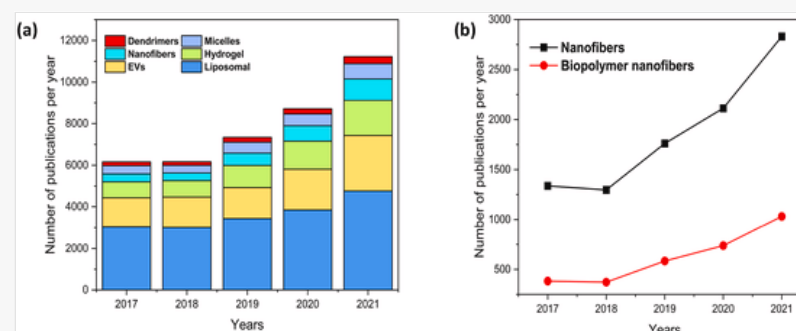 (a)
Number of publications per year
12000
10000
8000
6000
4000
2000
0
Dendrimers
Micelles
Nanofibers
Hydrogel
EVs
Liposomal
2017 2018 2019 2020 2021
Years
(b)
Number of publications per year
3000
2500
2000
1500
1000
500
Nanofibers
Biopolymer nanofibers
2017 2018 2019 2020 2021
Years